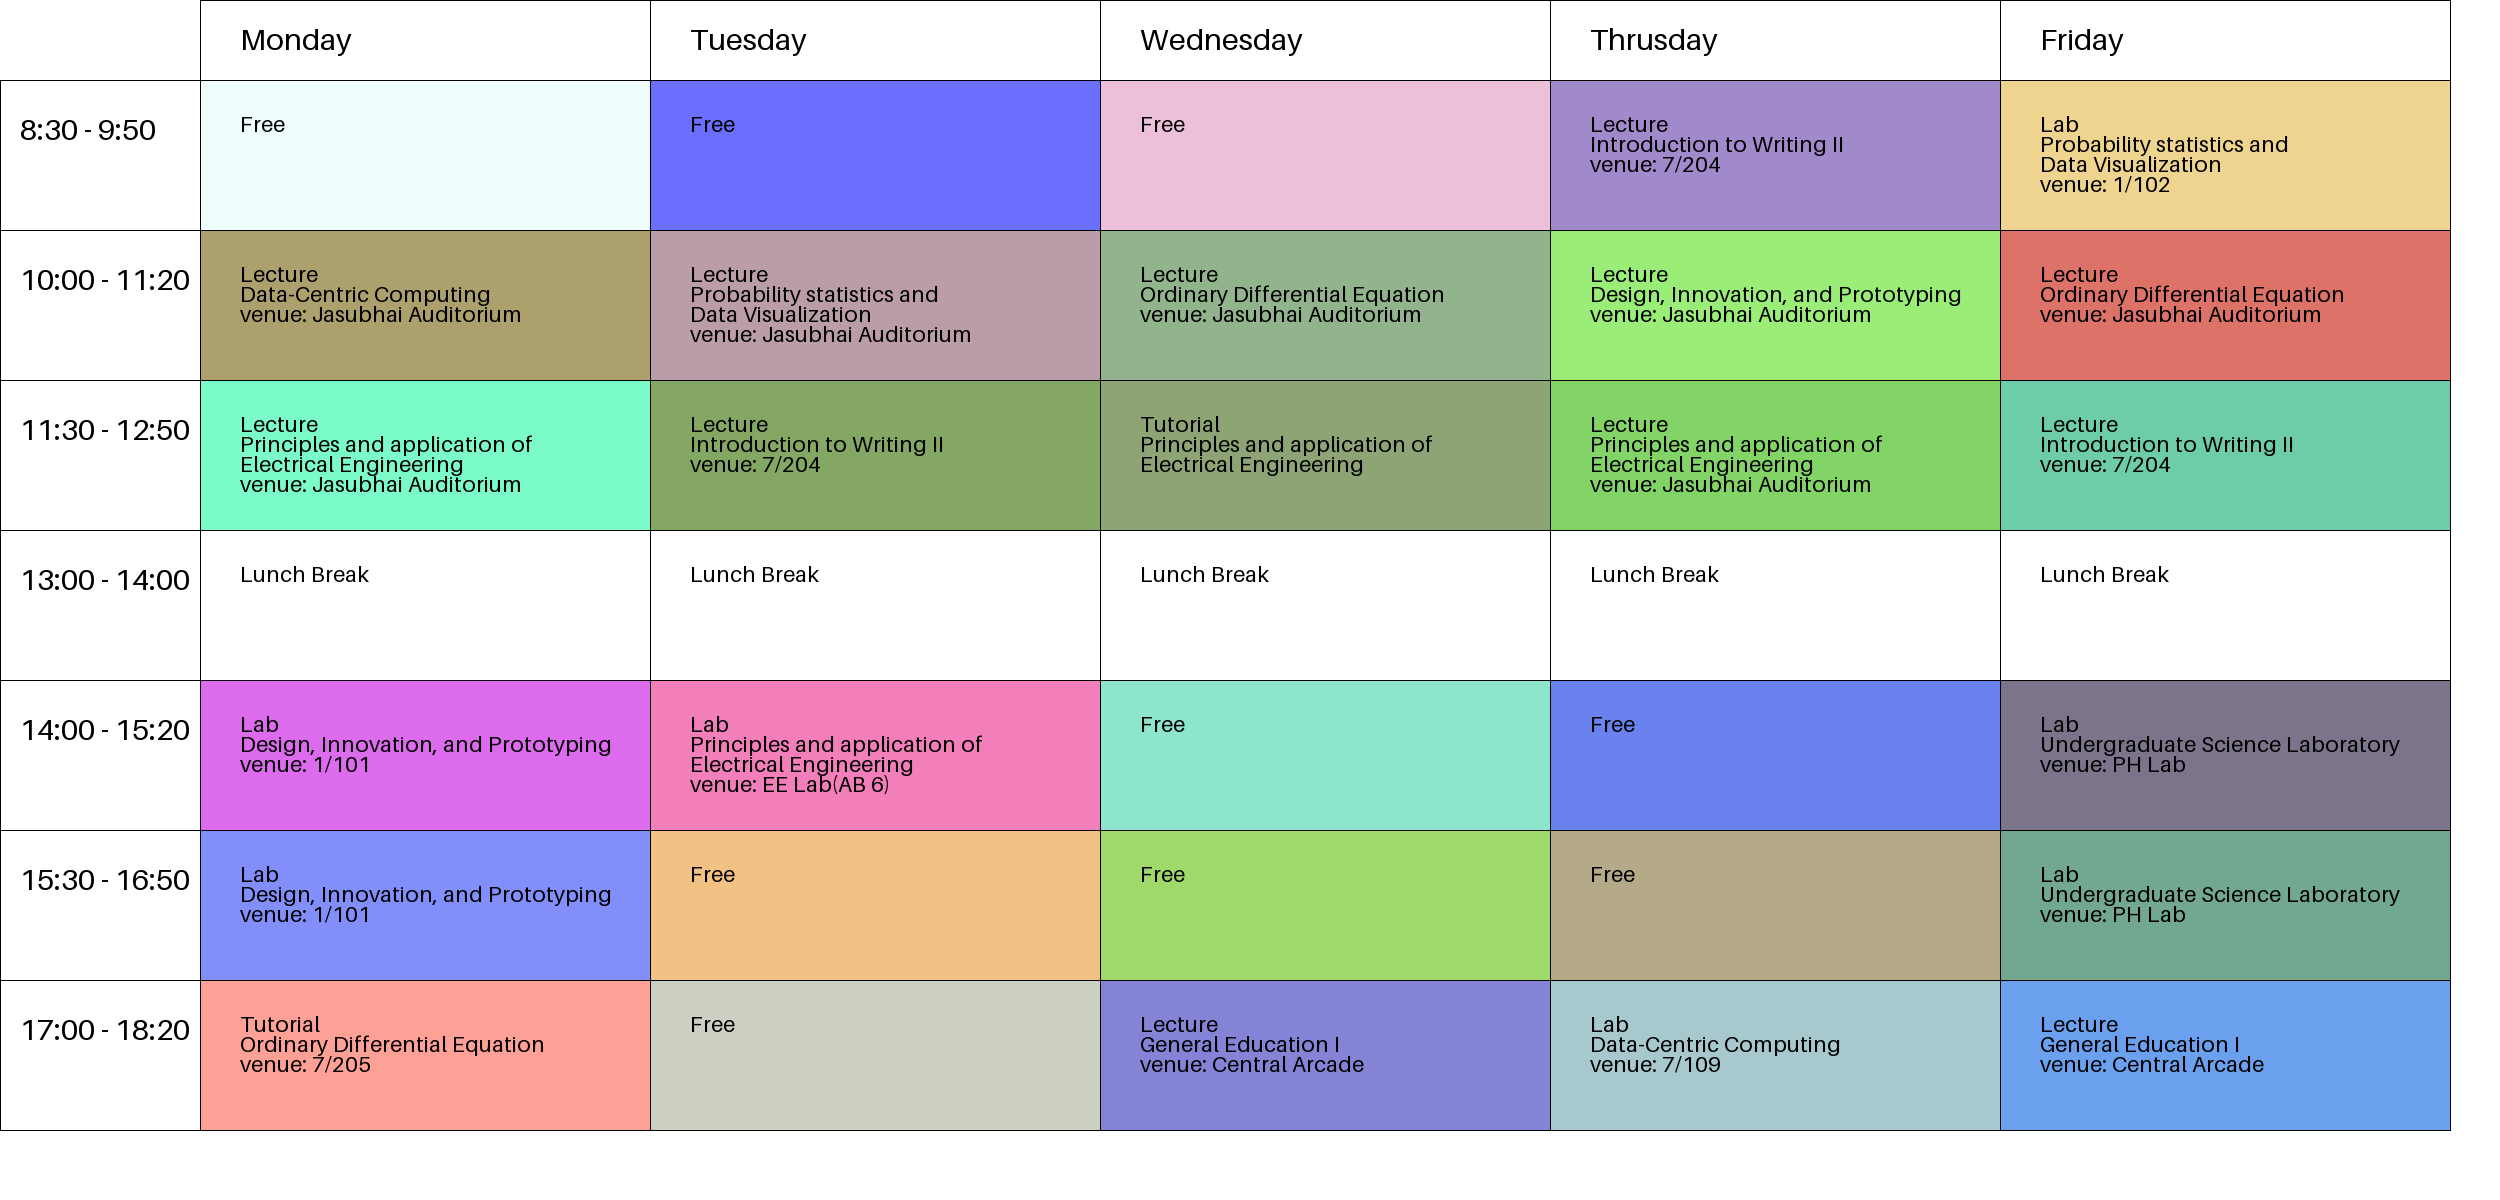 Monday
Tuesday
Wednesday
Thrusday
Friday
8:30 - 9:50
Free
Free
Free
Lecture
Introduction to Writing II
venue: 7/204
Lab
Probability statistics and
Data Visualization
venue: 1/102
10:00 - 11:20
Lecture
Data-Centric Computing
venue: Jasubhai Auditorium
Lecture
Probability statistics and
Data Visualization
venue: Jasubhai Auditorium
Lecture
Ordinary Differential Equation
venue: Jasubhai Auditorium
Lecture
Design, Innovation, and Prototyping
venue: Jasubhai Auditorium
Lecture
Ordinary Differential Equation
venue: Jasubhai Auditorium
11:30 - 12:50
Lecture
Principles and application of
Electrical Engineering
venue: Jasubhai Auditorium
Lecture
Introduction to Writing II
venue: 7/204
Tutorial
Principles and application of
Electrical Engineering
Lecture
Principles and application of
Electrical Engineering
venue: Jasubhai Auditorium
Lecture
Introduction to Writing II
venue: 7/204
13:00 - 14:00
Lunch Break
Lunch Break
Lunch Break
Lunch Break
Lunch Break
14:00 - 15:20
Lab
Design, Innovation, and Prototyping
venue: 1/101
Lab
Principles and application of
Electrical Engineering
venue: EE Lab(AB 6)
Free
Free
Lab
Undergraduate Science Laboratory
venue: PH Lab
15:30 - 16:50
Lab
Design, Innovation, and Prototyping
venue: 1/101
Free
Free
Free
Lab
Undergraduate Science Laboratory
venue: PH Lab
17:00 - 18:20
Tutorial
Ordinary Differential Equation
venue: 7/205
Free
Lecture
General Education I
venue: Central Arcade
Lab
Data-Centric Computing
venue: 7/109
Lecture
General Education I
venue: Central Arcade